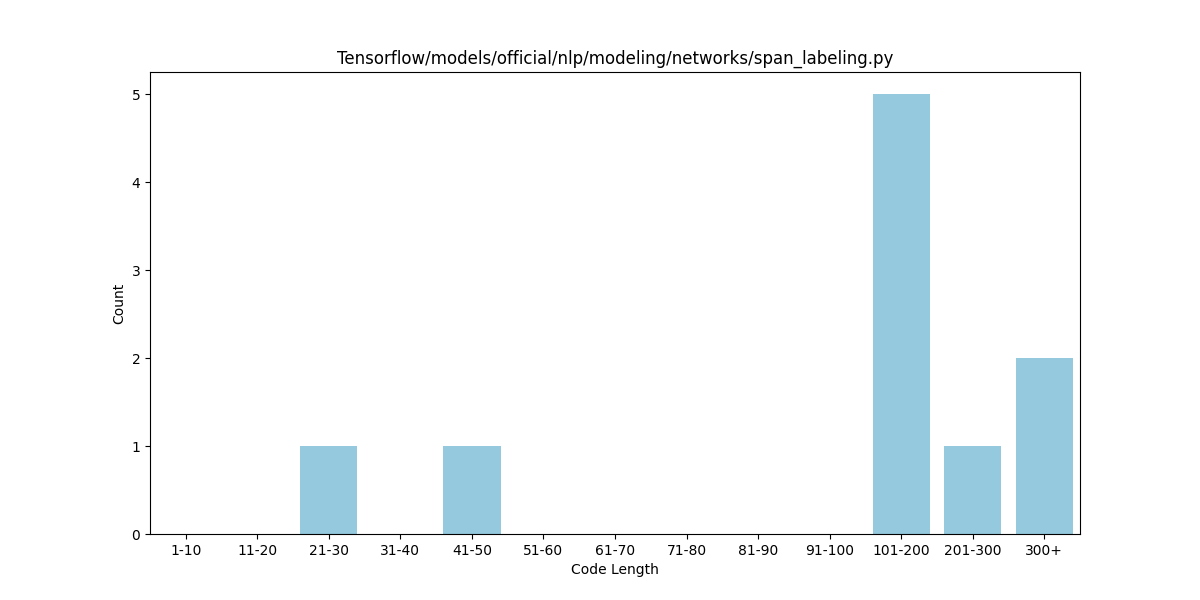 Tensorflow/models/official/nlp/modeling/networks/span_labeling.py
5
4
3
2
1
0
Count
1-10 11-20 21-30 31-40 41-50 51-60 61-70 71-80 81-90 91-100 101-200 201-300 300+
Code Length